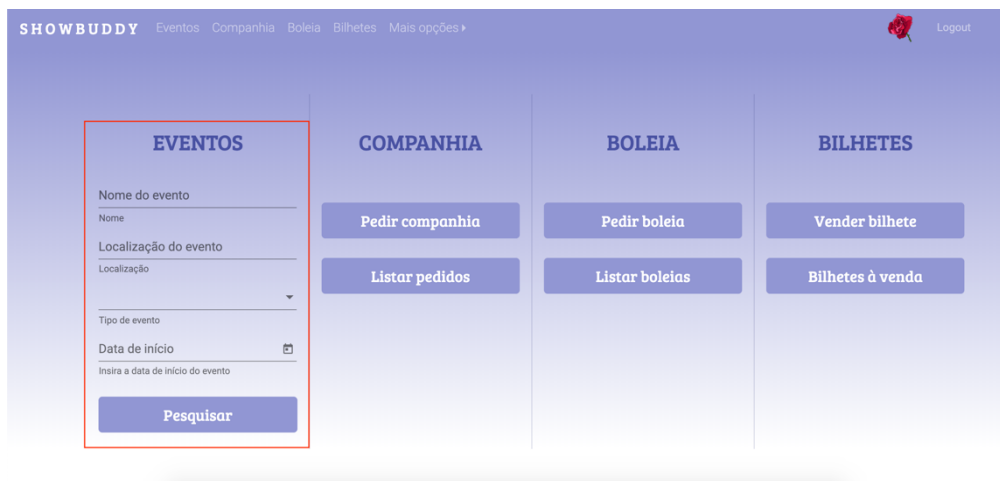 SHOWBUDDY Eventos Companhia Boleia Bilhetes Mais opções Logout
EVENTOS
Nome do evento
Nome
Localização do evento
Localização
Tipo de evento
Data de início
Insira a data de início do evento
Pesquisar
COMPANHIA
Pedir companhia
Listar pedidos
BOLEIA
Pedir boleia
Listar boleias
BILHETES
Vender bilhete
Bilhetes à venda